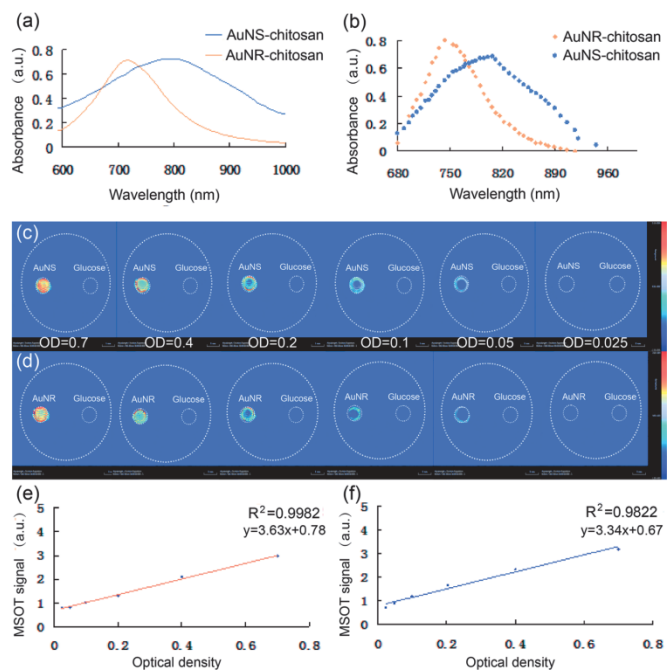 (a)
AuNS-chitosan
AuNR-chitosan
Absorbance (a.u.)
0.8
0.6
0.4
0.2
0
600 700 800 900 1000
Wavelength (nm)
(b)
AuNR-chitosan
AuNS-chitosan
Absorbance (a.u.)
0.8
0.6
0.4
0.2
0
680 750 820 890 960
Wavelength (nm)
(c)
AuNS Glucose AuNS Glucose AuNS Glucose AuNS Glucose AuNS Glucose AuNS Glucose
OD=0.7 OD=0.4 OD=0.2 OD=0.1 OD=0.05 OD=0.025
(d)
AuNR Glucose AuNR Glucose AuNR Glucose AuNR Glucose AuNR Glucose AuNR Glucose
(e)
R²=0.9982
y=3.63x+0.78
MSOT signal (a.u.)
5
4
3
2
1
0
0 0.2 0.4 0.6 0.8
Optical density
(f)
R²=0.9822
y=3.34x+0.67
MSOT signal (a.u.)
5
4
3
2
1
0
0 0.2 0.4 0.6 0.8
Optical density